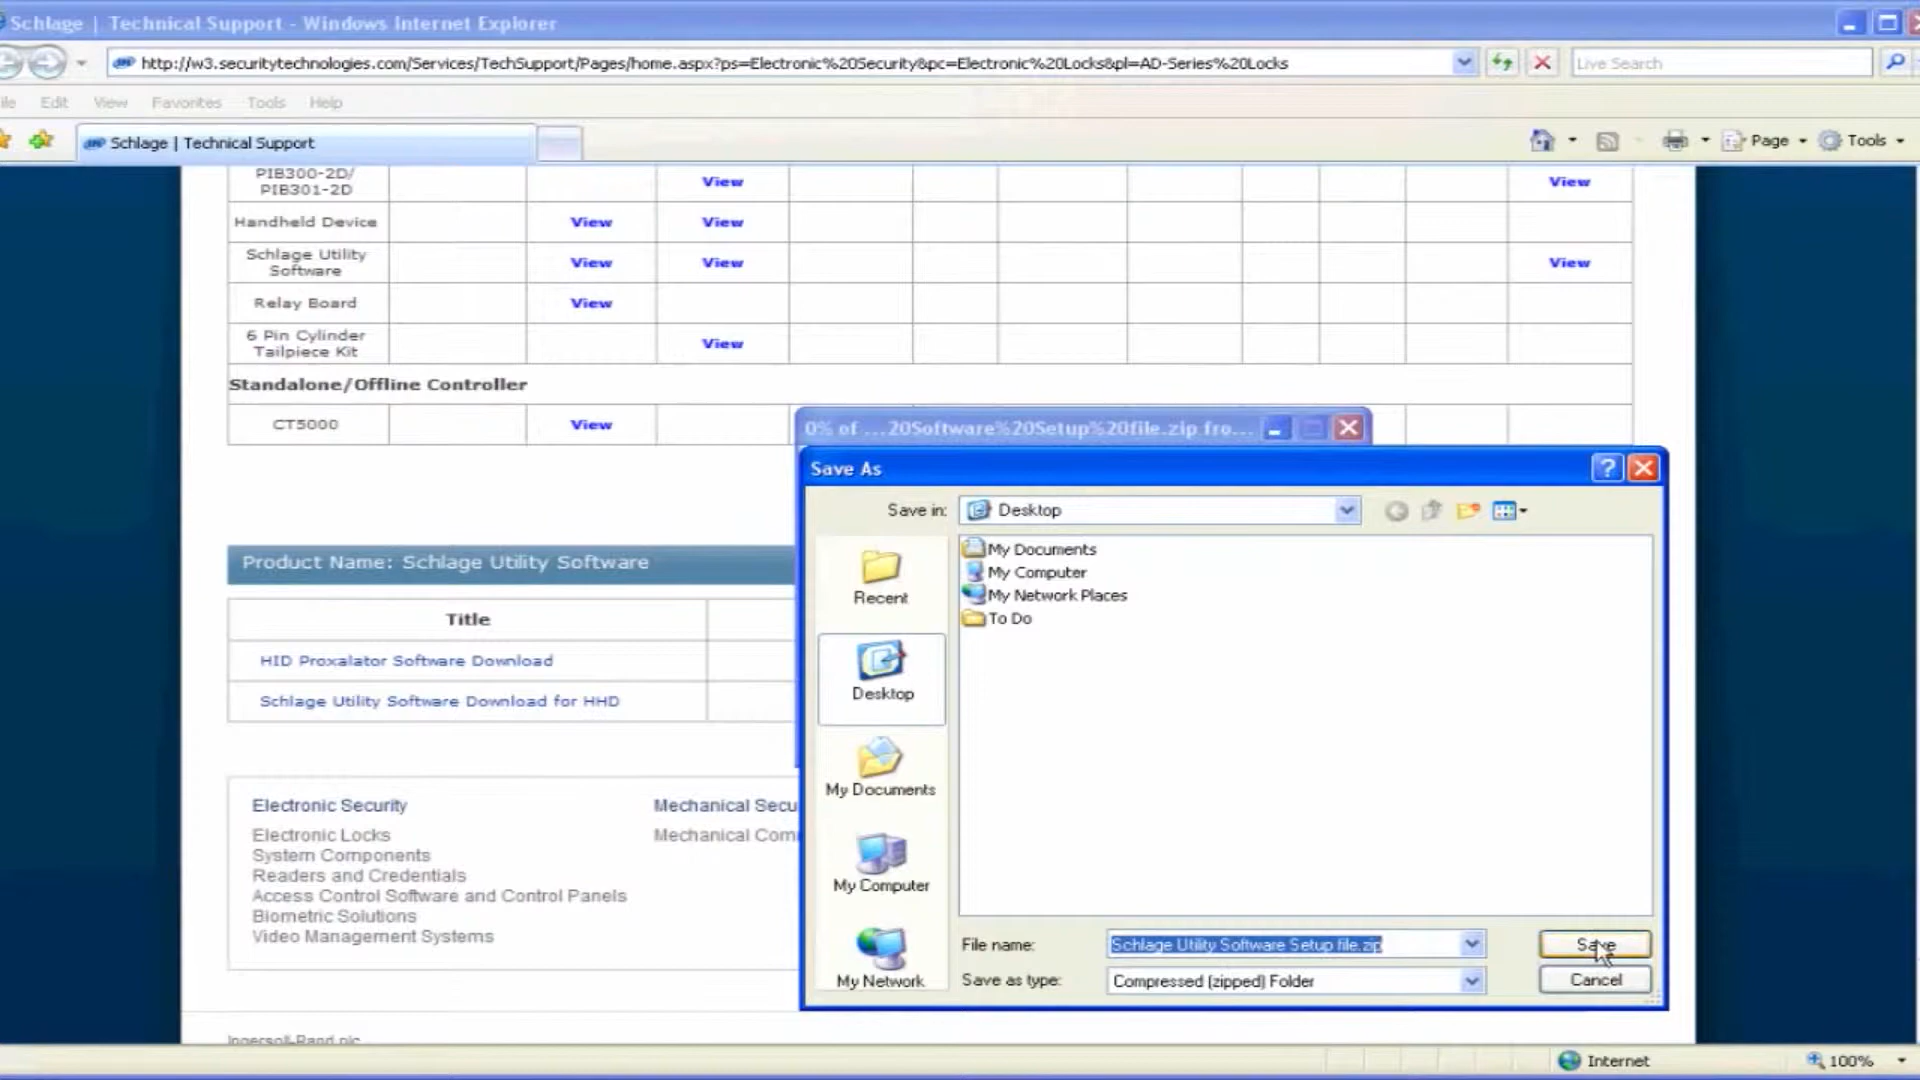 Schlage | Technical Support - Windows Internet Explorer
http://w3.securitytechnologies.com/Services/TechSupport/Pages/home.aspx?ps=Electronic%20Security&pc=Electronic%20Locks&pl=AD-Series%20Locks
Live Search
Edit View Favorites Tools Help
Schlage | Technical Support
Page Tools
PIB300-2D/
PIB301-2D
View View
Handheld Device View View
Schlage Utility
Software
View View View
Relay Board View
6 Pin Cylinder
Tailpiece Kit
View
Standalone/Offline Controller
CT5000 View
0% of ...20Software%20Setup%20file.zip fro...
Save As
Save in: Desktop
My Documents
My Computer
My Network Places
To Do
Recent
Desktop
My Documents
My Computer
My Network
File name: Schlage Utility Software Setup file.zip Save
Save as type: Compressed (zipped) Folder Cancel
Product Name: Schlage Utility Software
Title
HID Proxalator Software Download
Schlage Utility Software Download for HHD
Electronic Security
Electronic Locks
System Components
Readers and Credentials
Access Control Software and Control Panels
Biometric Solutions
Video Management Systems
Mechanical Secu
Mechanical Com
Ingersoll-Rand plc
Internet 100%